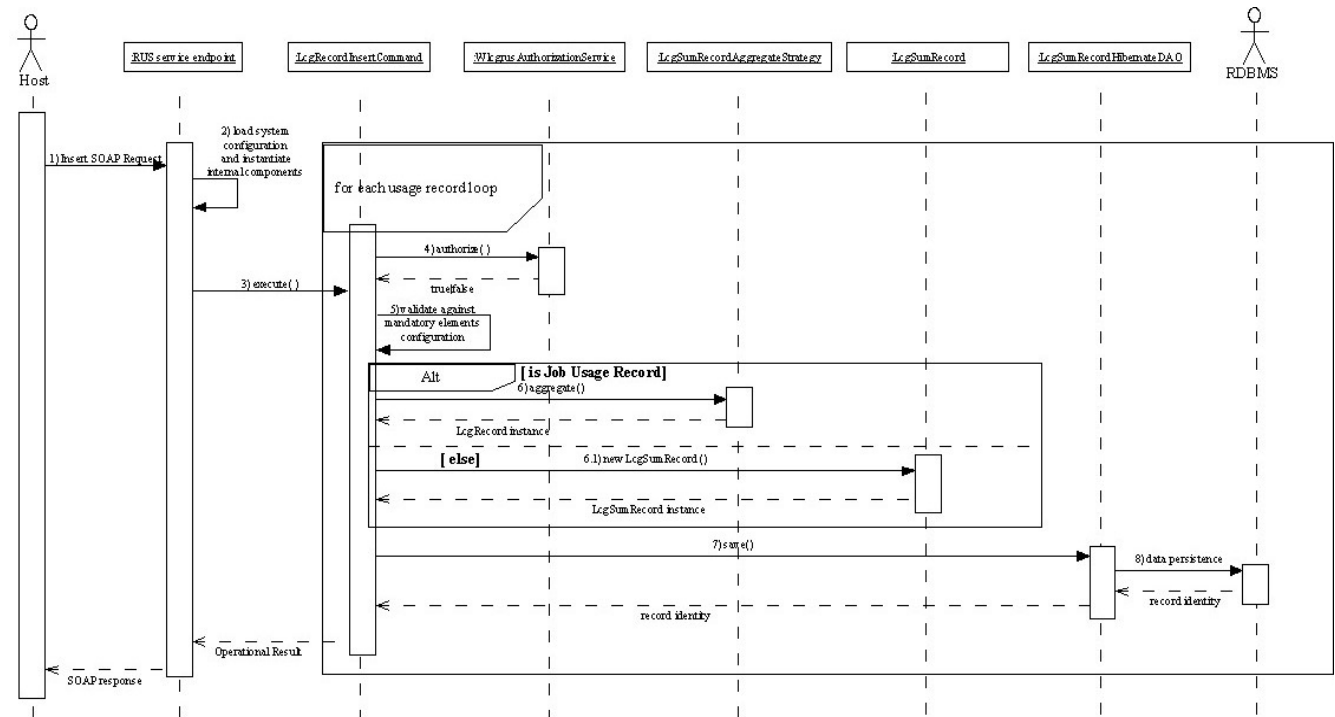 Host
:RUS service endpoint
:LcgRecordInsertCommand
:WlcgrusAuthorizationService
:LcgSumRecordAggregateStrategy
:LcgSumRecord
:LcgSumRecordHibernateDAO
RDBMS
1) Insert SOAP Request
2) load system
configuration
and instantiate
internal components
for each usage record loop
3) execute( )
4) authorize( )
true|false
5) validate against
mandatory elements
configuration
Alt
[ is Job Usage Record]
6) aggregate()
LcgRecord instance
[ else]
6.1) new LcgSumRecord()
LcgSumRecord instance
7) save()
8) data persistence
record identity
record identity
Operational Result
SOAP response